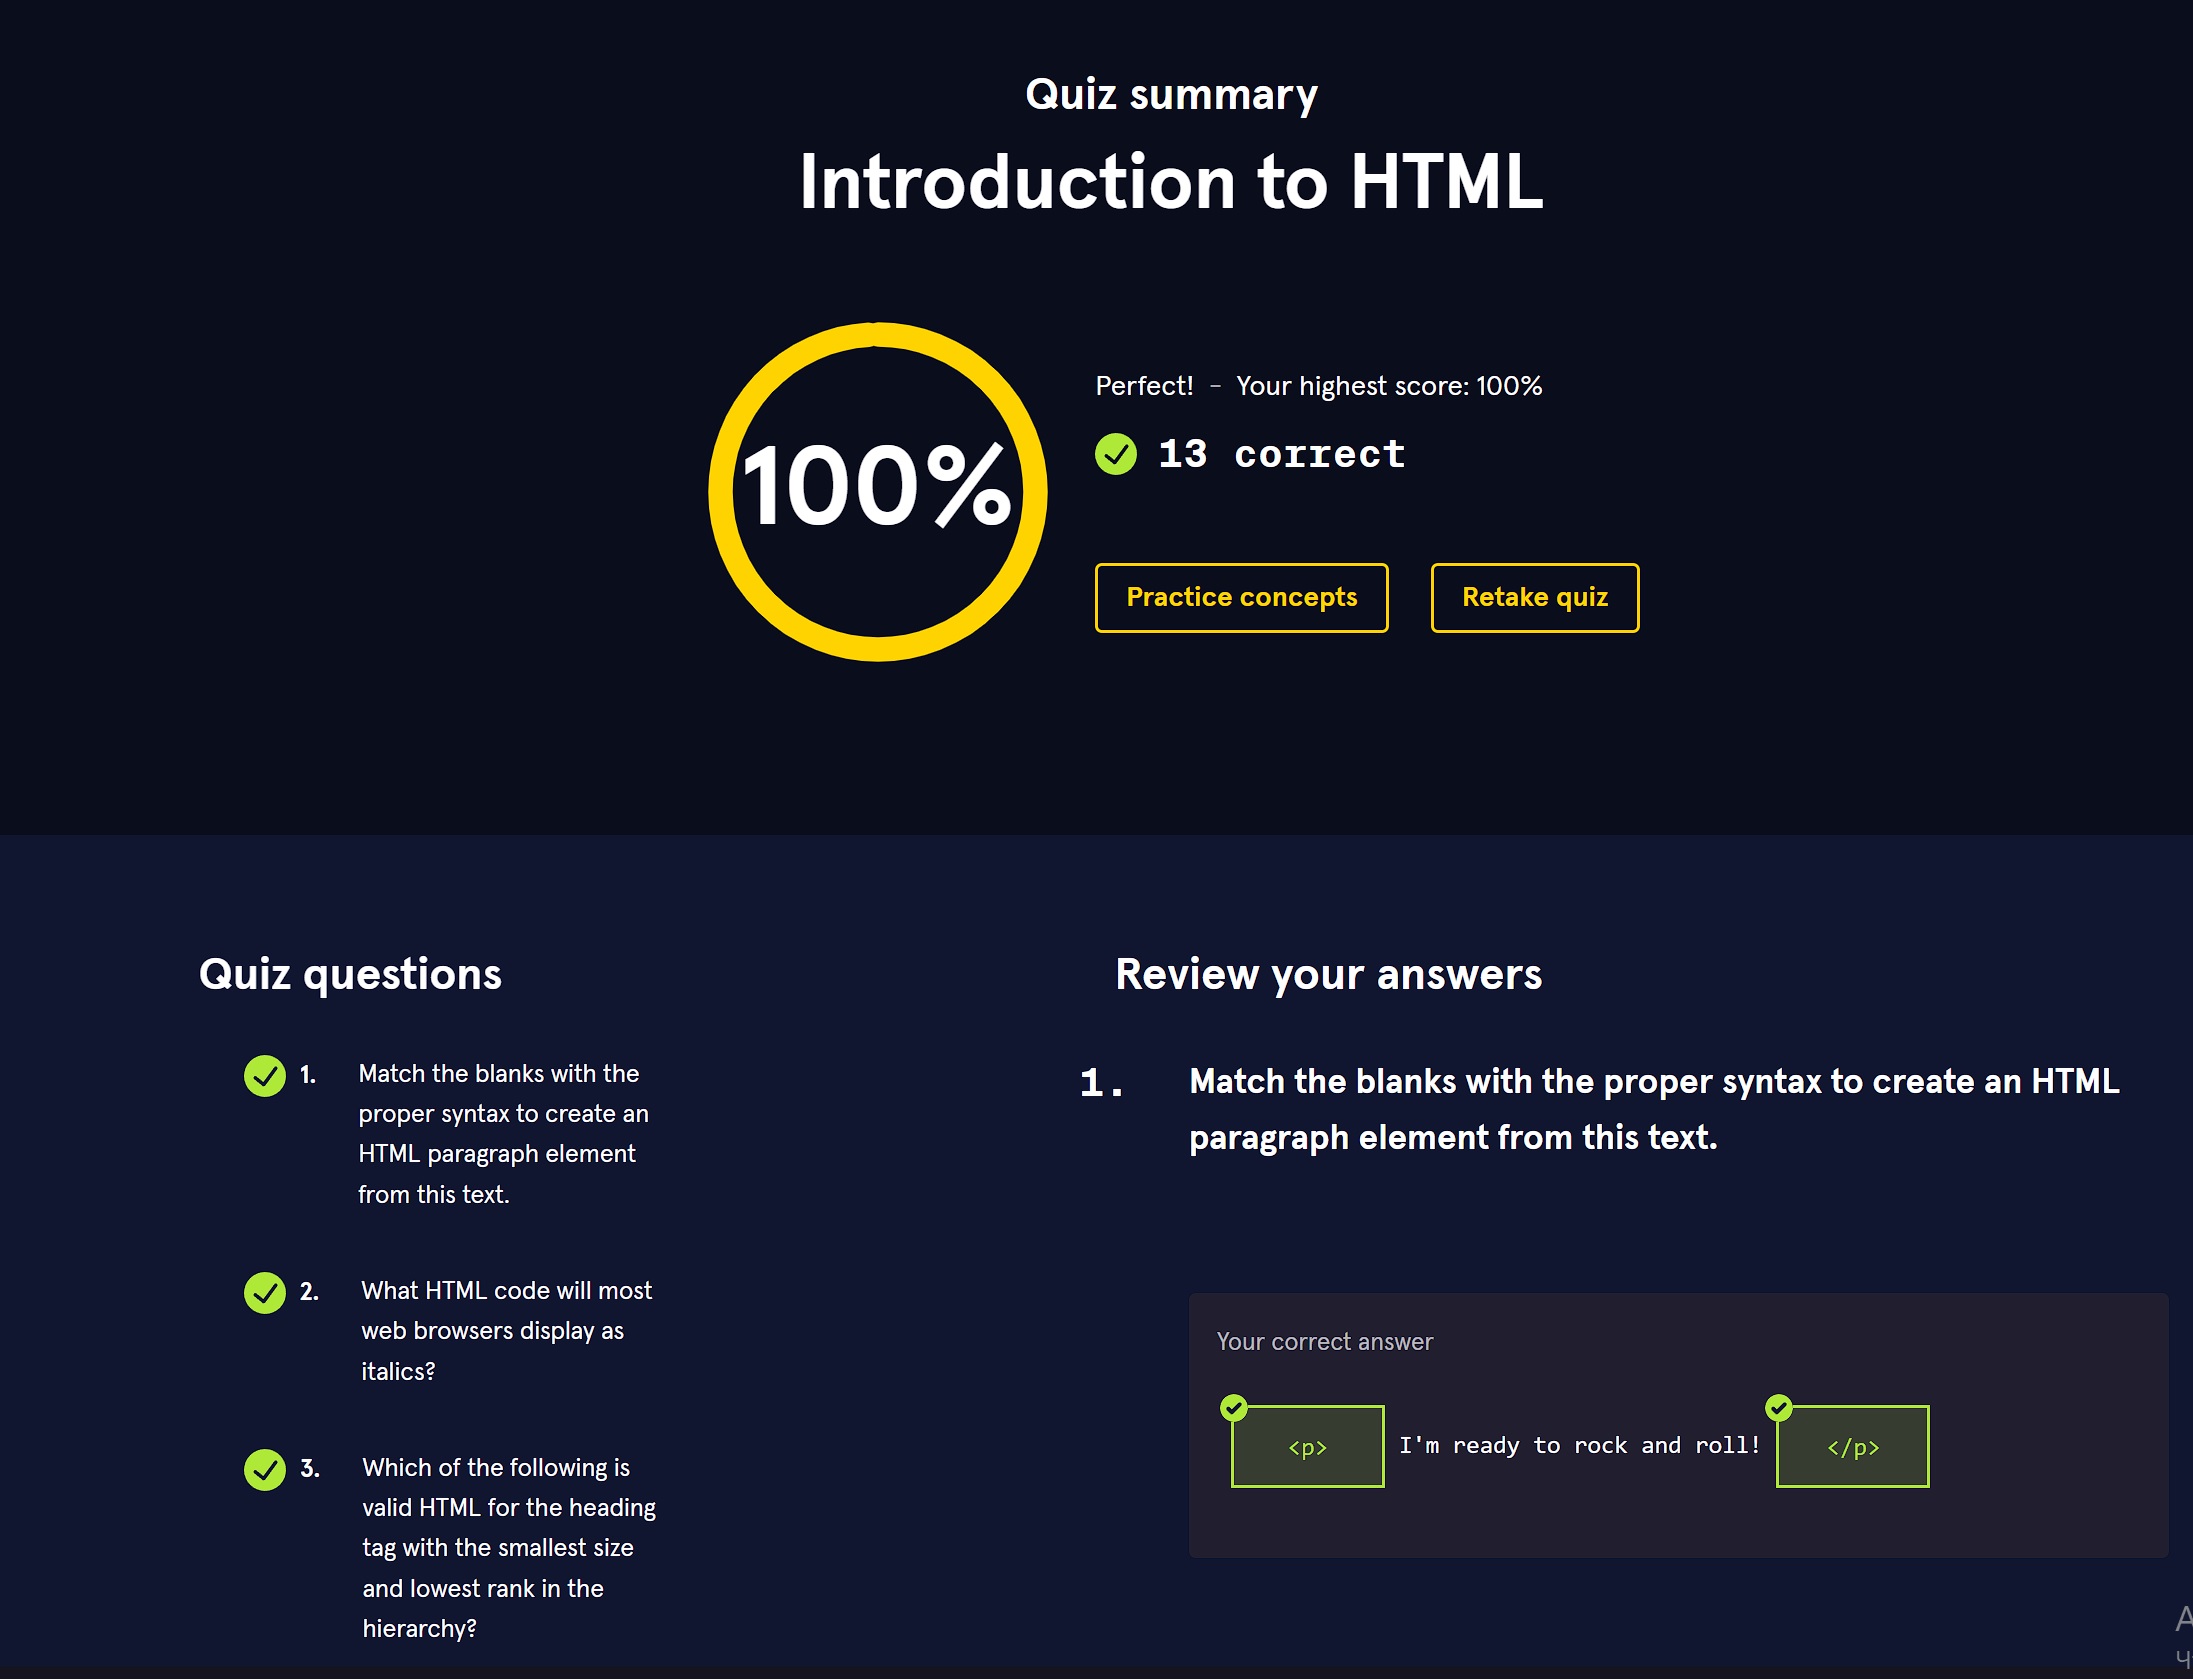 Quiz summary
Introduction to HTML
100%
Perfect! - Your highest score: 100%
13 correct
Practice concepts
Retake quiz
Quiz questions
1. Match the blanks with the
proper syntax to create an
HTML paragraph element
from this text.
2. What HTML code will most
web browsers display as
italics?
3. Which of the following is
valid HTML for the heading
tag with the smallest size
and lowest rank in the
hierarchy?
Review your answers
1. Match the blanks with the proper syntax to create an HTML
paragraph element from this text.
Your correct answer
<p> I'm ready to rock and roll! </p>